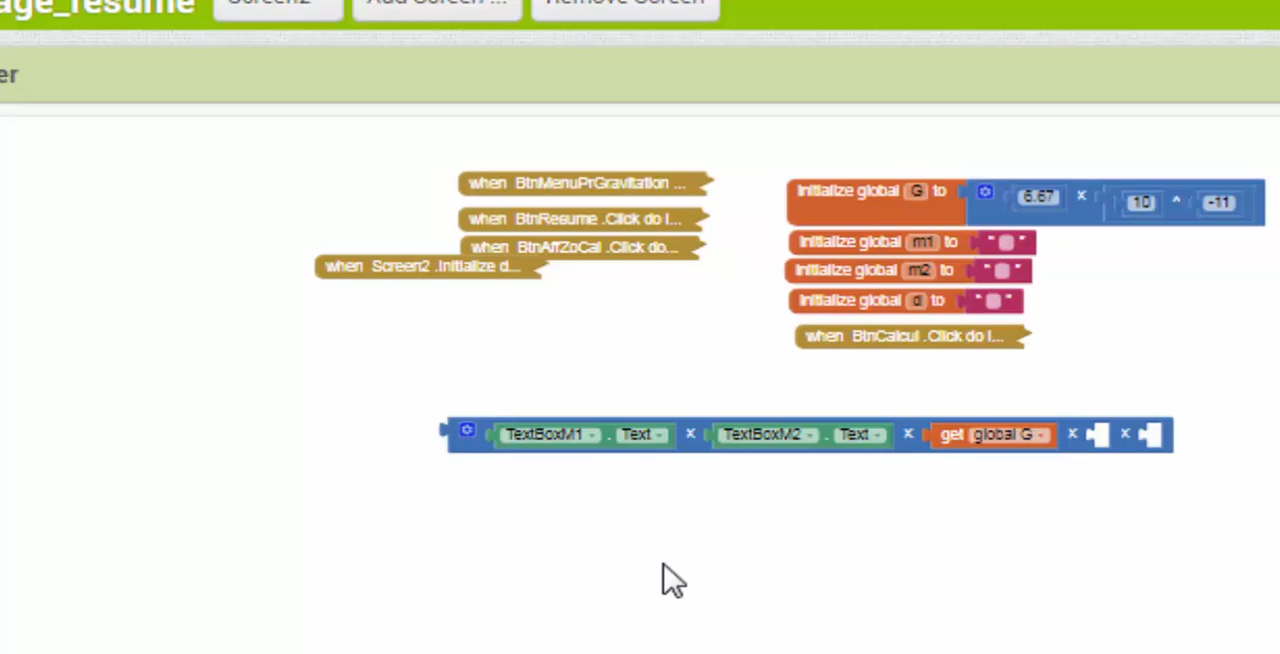 age_resume Screen2 Add Screen ... Remove Screen
er
when BtnMenuPrGravitation ...
when BtnResume .Click do l...
when BtnAffZoCal .Click do...
when Screen2 .Initialize d...
initialize global G to 6.67 × 10 ^ -11
initialize global m1 to " "
initialize global m2 to " "
initialize global d to " "
when BtnCalcul .Click do l...
TextBoxM1 . Text × TextBoxM2 . Text × get global G × ×